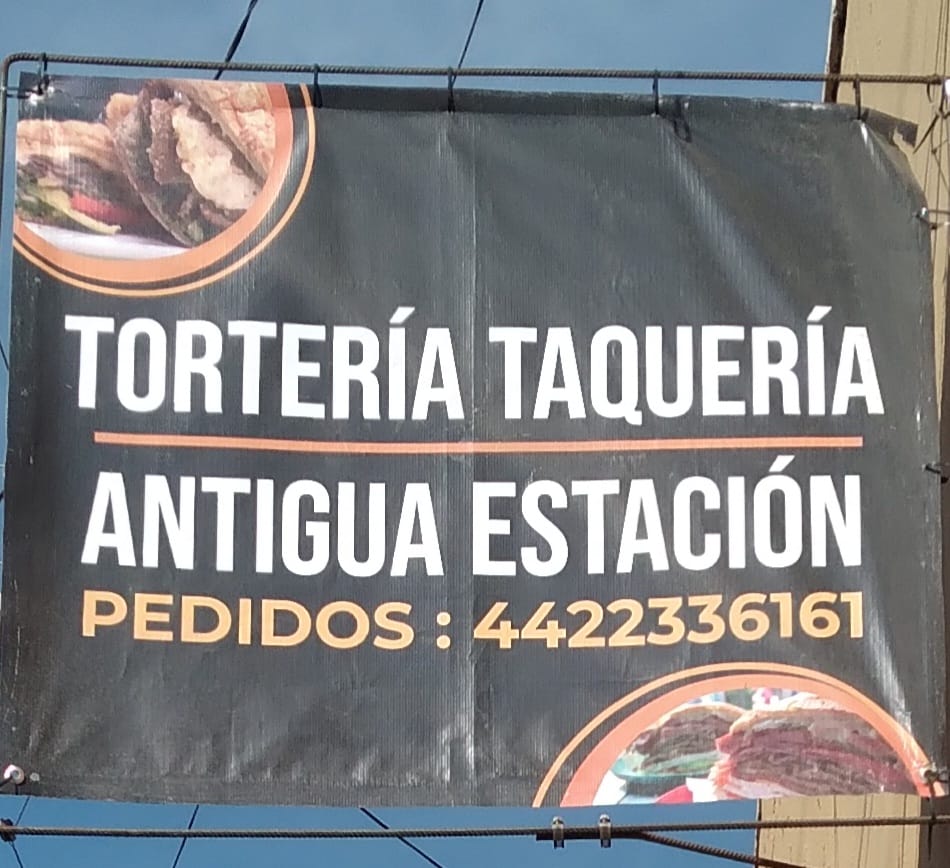 TORTERÍA TAQUERÍA
ANTIGUA ESTACIÓN
PEDIDOS : 4422336161